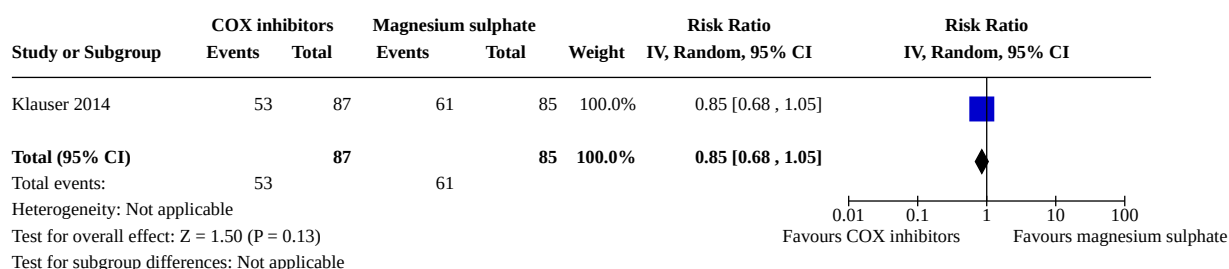 COX inhibitors Magnesium sulphate Risk Ratio Risk Ratio
Study or Subgroup Events Total Events Total Weight IV, Random, 95% CI IV, Random, 95% CI
Klauser 2014 53 87 61 85 100.0% 0.85 [0.68 , 1.05]
Total (95% CI) 87 85 100.0% 0.85 [0.68 , 1.05]
Total events: 53 61
Heterogeneity: Not applicable
0.01 0.1 1 10 100
Test for overall effect: Z = 1.50 (P = 0.13) Favours COX inhibitors Favours magnesium sulphate
Test for subgroup differences: Not applicable